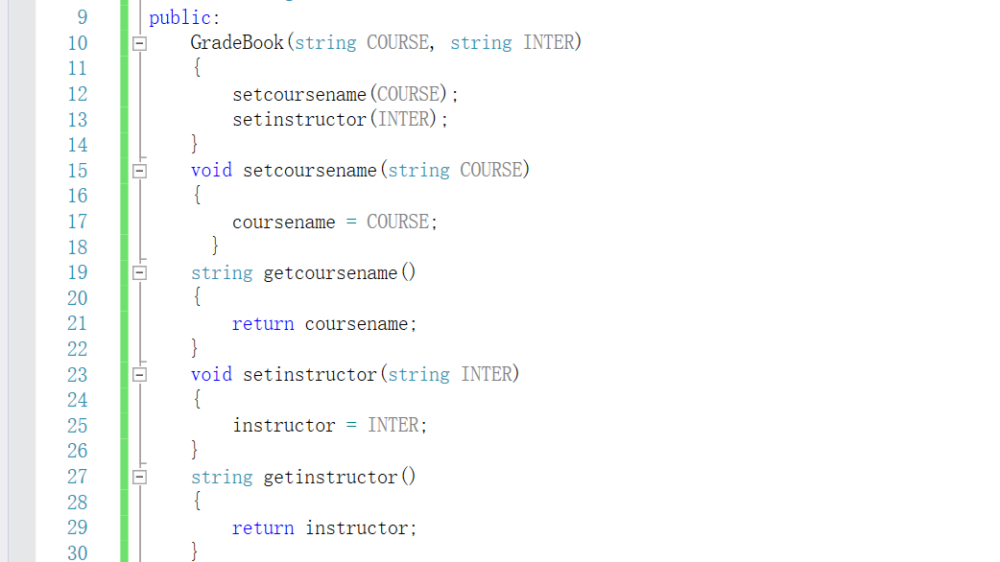 9 public:
10 GradeBook(string COURSE, string INTER)
11 {
12 setcoursename(COURSE);
13 setinstructor(INTER);
14 }
15 void setcoursename(string COURSE)
16 {
17 coursename = COURSE;
18 }
19 string getcoursename()
20 {
21 return coursename;
22 }
23 void setinstructor(string INTER)
24 {
25 instructor = INTER;
26 }
27 string getinstructor()
28 {
29 return instructor;
30 }